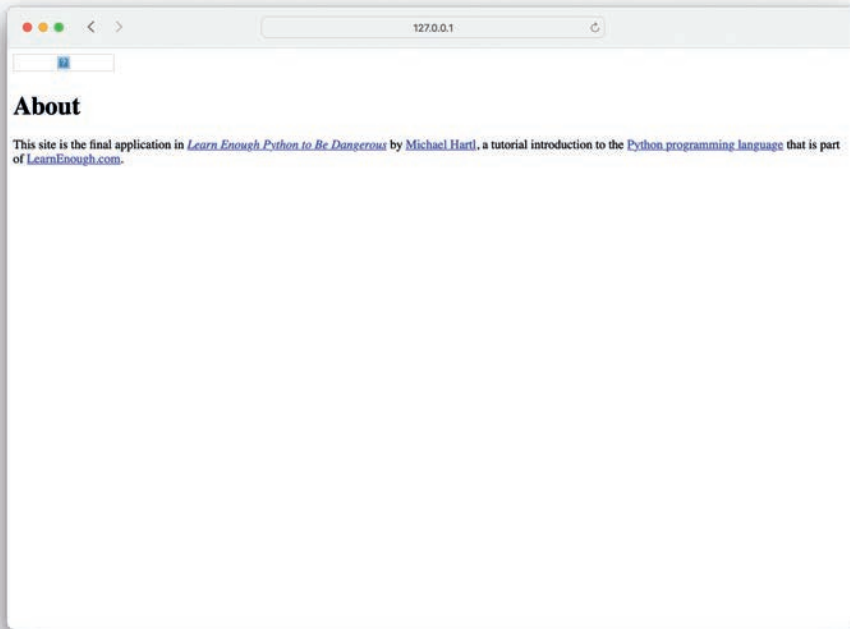 127.0.0.1
About
This site is the final application in Learn Enough Python to Be Dangerous by Michael Hartl, a tutorial introduction to the Python programming language that is part
of LearnEnough.com.